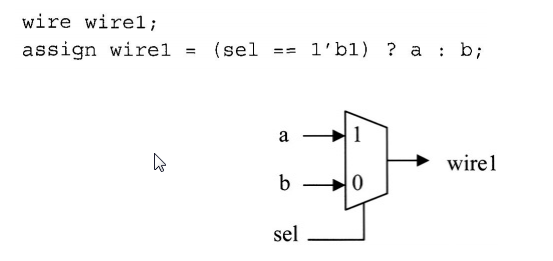 wire wire1;
assign wire1 = (sel == 1'b1) ? a : b;
a
1
wire1
b
0
sel